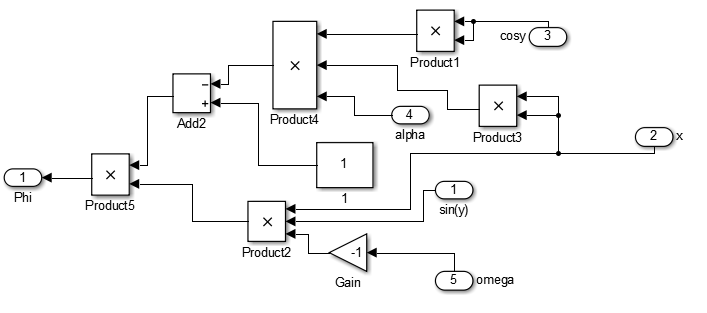 cosy
3
×
Product1
×
Product4
−
+
Add2
×
Product3
4
alpha
2
x
1
1
1
Phi
×
Product5
×
Product2
1
sin(y)
-1
Gain
5
omega